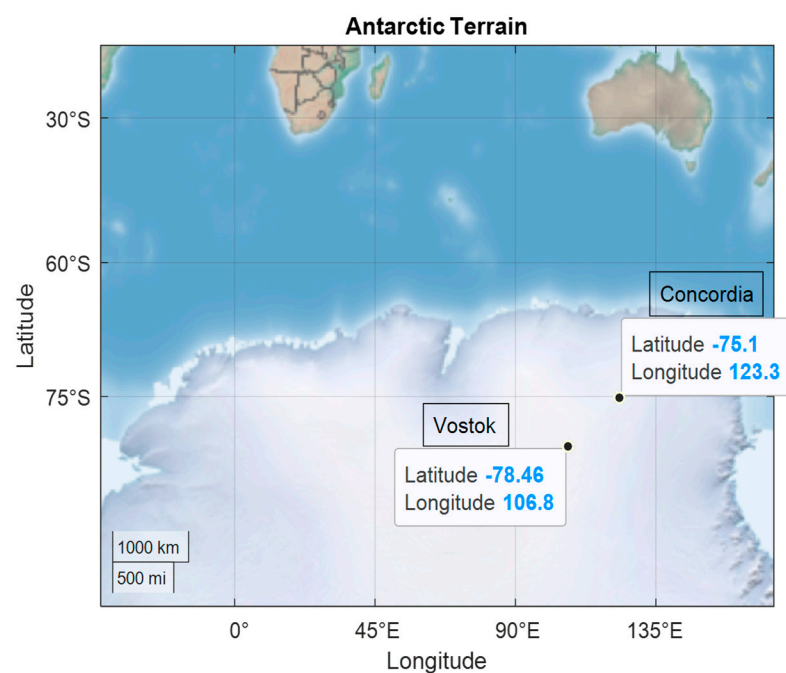 Antarctic Terrain
30°S
60°S
75°S
Latitude
Concordia
Latitude -75.1
Longitude 123.3
Vostok
Latitude -78.46
Longitude 106.8
1000 km
500 mi
0°
45°E
90°E
135°E
Longitude